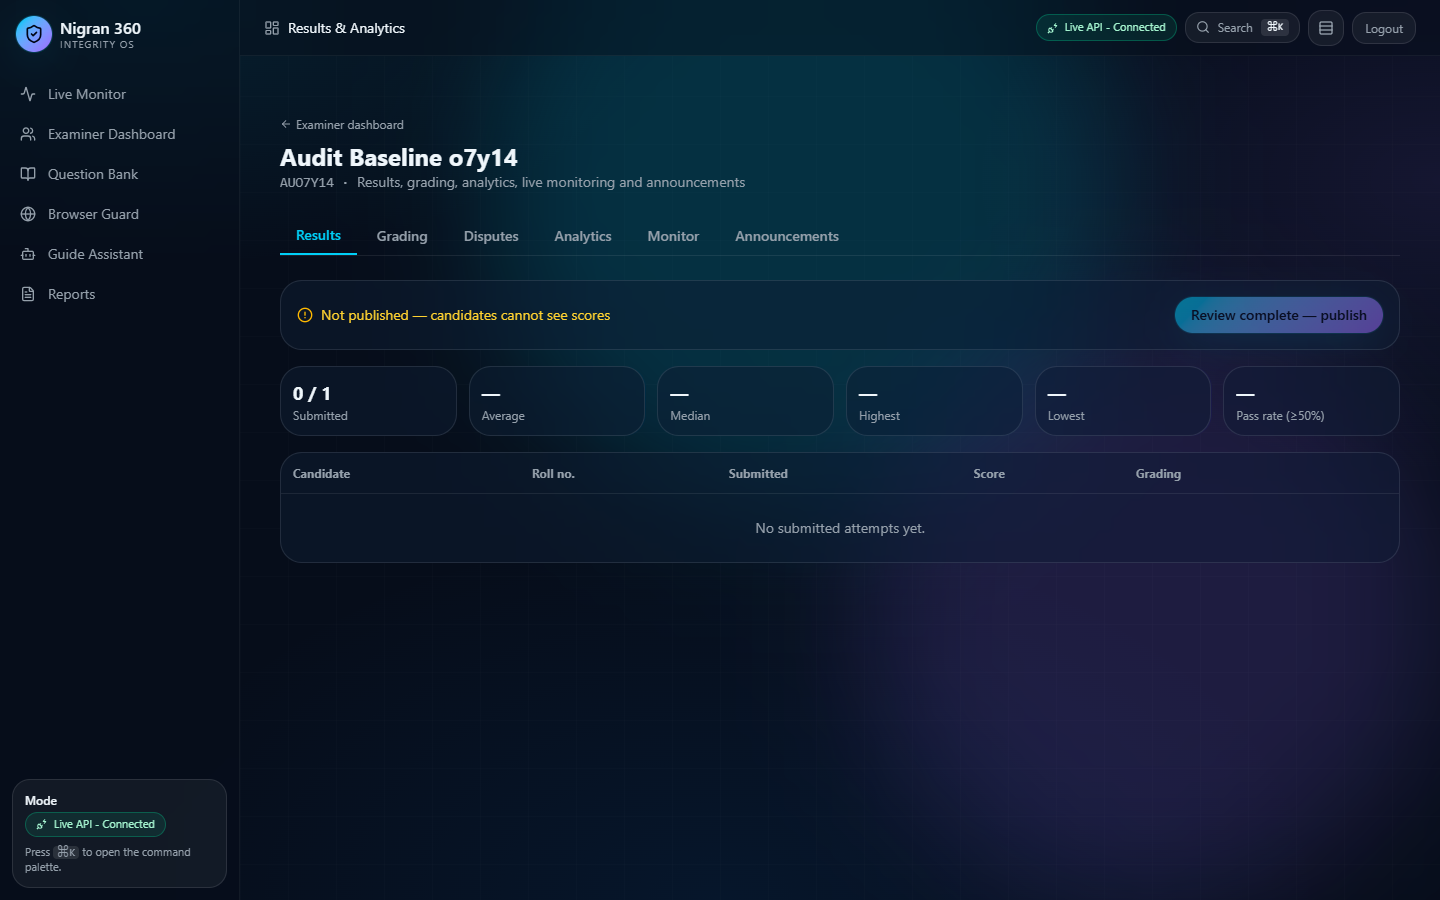 Nigran 360
INTEGRITY OS
Live Monitor
Examiner Dashboard
Question Bank
Browser Guard
Guide Assistant
Reports
Mode
Live API - Connected
Press ⌘K to open the command
palette.
Results & Analytics
Live API - Connected
Search ⌘K
Logout
← Examiner dashboard
Audit Baseline o7y14
AUO7Y14 · Results, grading, analytics, live monitoring and announcements
Results Grading Disputes Analytics Monitor Announcements
Not published — candidates cannot see scores
Review complete — publish
0 / 1 — — — — —
Submitted Average Median Highest Lowest Pass rate (≥50%)
Candidate Roll no. Submitted Score Grading
No submitted attempts yet.